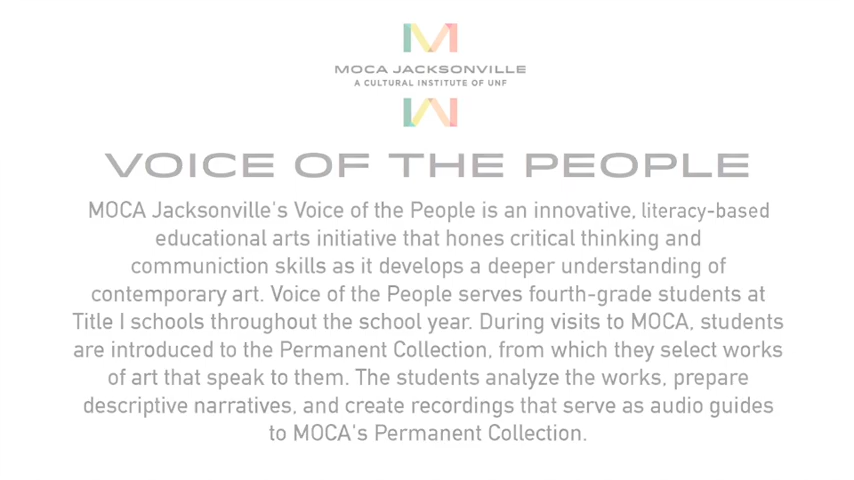 M
MOCA JACKSONVILLE
A CULTURAL INSTITUTE OF UNF
VOICE OF THE PEOPLE
MOCA Jacksonville's Voice of the People is an innovative, literacy-based
educational arts initiative that hones critical thinking and
communiction skills as it develops a deeper understanding of
contemporary art. Voice of the People serves fourth-grade students at
Title I schools throughout the school year. During visits to MOCA, students
are introduced to the Permanent Collection, from which they select works
of art that speak to them. The students analyze the works, prepare
descriptive narratives, and create recordings that serve as audio guides
to MOCA's Permanent Collection.